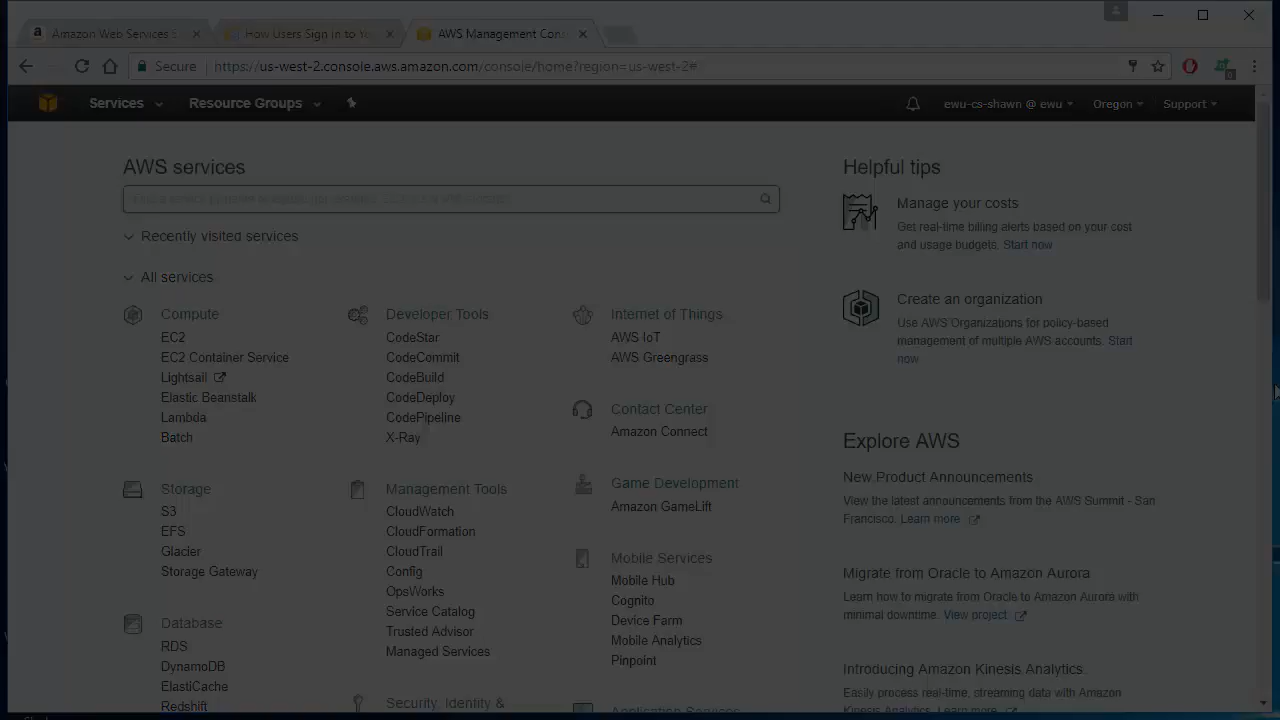 Amazon Web Services S
How Users Sign In to Yo
AWS Management Con
Secure
https://us-west-2.console.aws.amazon.com/console/home?region=us-west-2#
Services
Resource Groups
ewu-cs-shawn @ ewu
Oregon
Support
AWS services
Recently visited services
All services
Compute
EC2
EC2 Container Service
Lightsail
Elastic Beanstalk
Lambda
Batch
Storage
S3
EFS
Glacier
Storage Gateway
Database
RDS
DynamoDB
ElastiCache
Redshift
Developer Tools
CodeStar
CodeCommit
CodeBuild
CodeDeploy
CodePipeline
X-Ray
Management Tools
CloudWatch
CloudFormation
CloudTrail
Config
OpsWorks
Service Catalog
Trusted Advisor
Managed Services
Security, Identity &
Internet of Things
AWS IoT
AWS Greengrass
Contact Center
Amazon Connect
Game Development
Amazon GameLift
Mobile Services
Mobile Hub
Cognito
Device Farm
Mobile Analytics
Pinpoint
Application Services
Helpful tips
Manage your costs
Get real-time billing alerts based on your cost
and usage budgets. Start now
Create an organization
Use AWS Organizations for policy-based
management of multiple AWS accounts. Start
now
Explore AWS
New Product Announcements
View the latest announcements from the AWS Summit - San
Francisco. Learn more
Migrate from Oracle to Amazon Aurora
Learn how to migrate from Oracle to Amazon Aurora with
minimal downtime. View project
Introducing Amazon Kinesis Analytics
Easily process real-time, streaming data with Amazon
Kinesis Analytics. Learn more